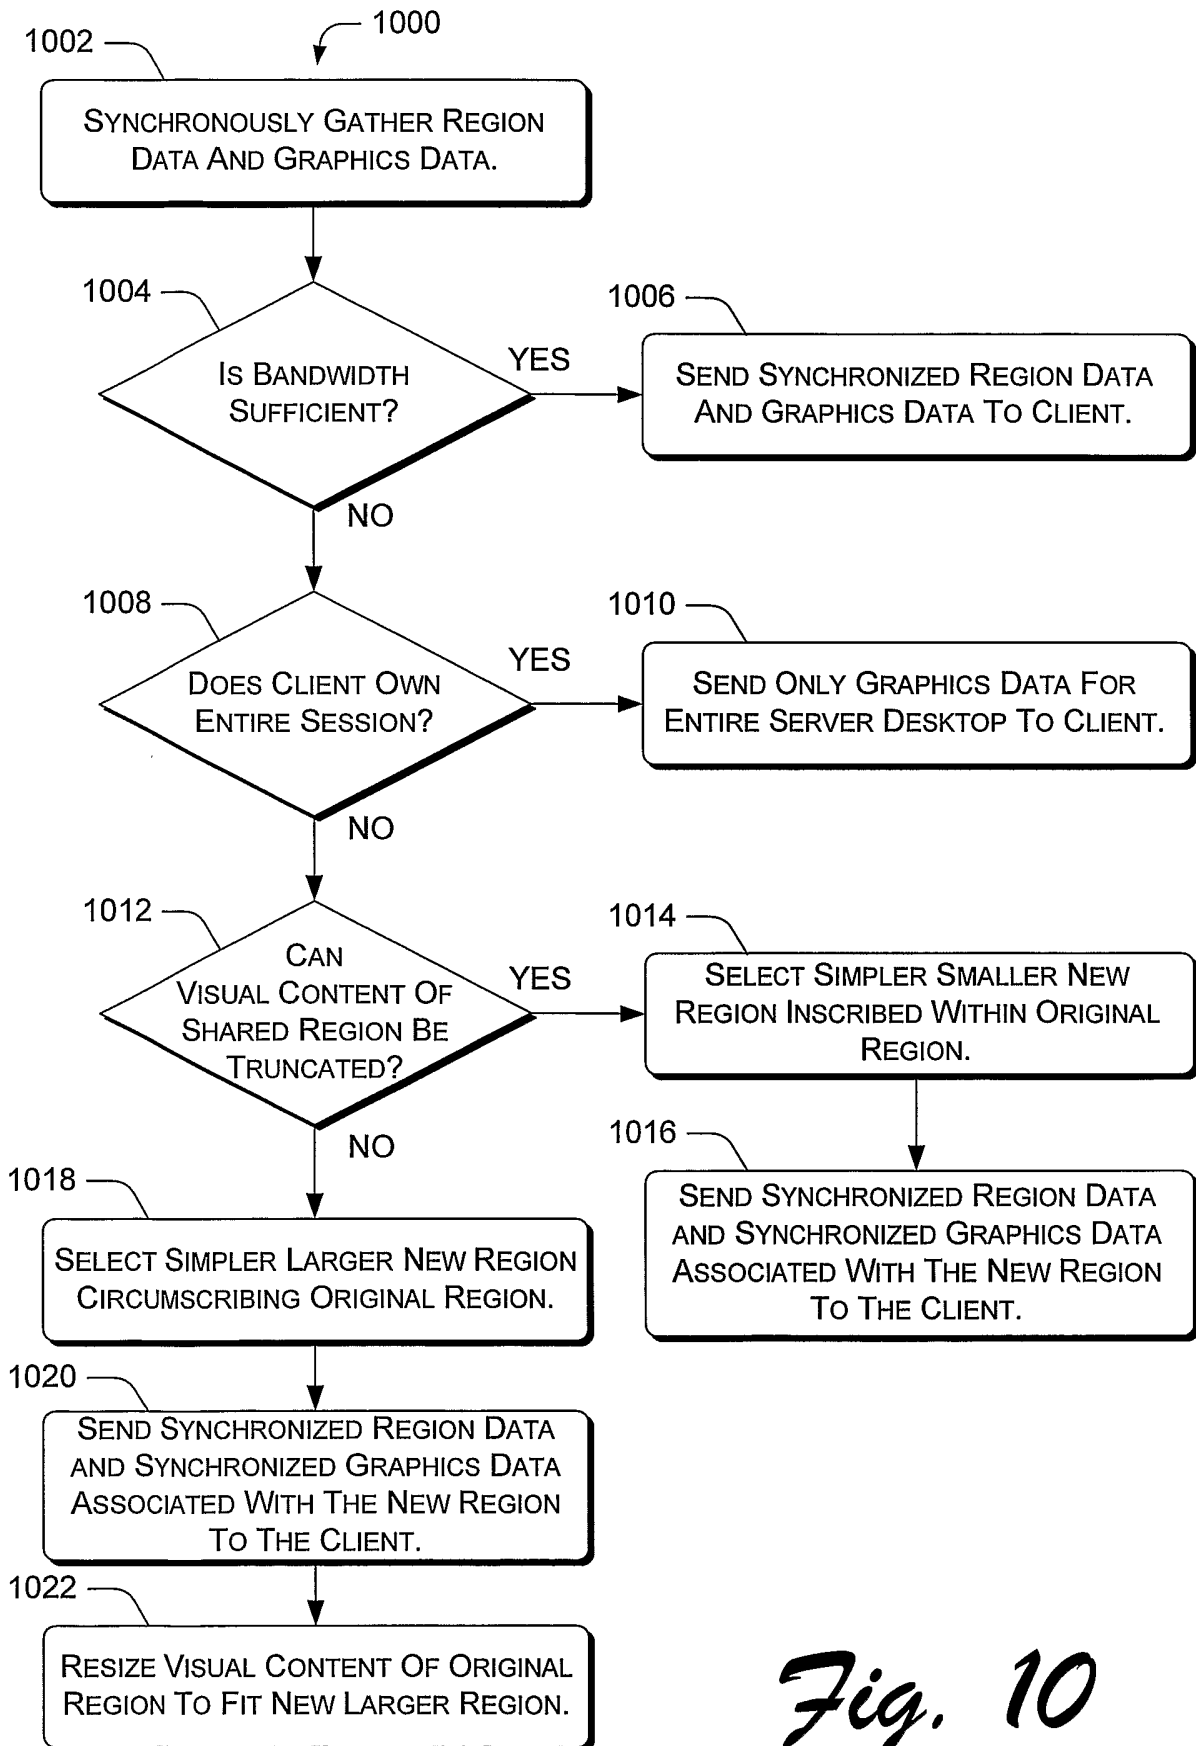 1000
1002
SYNCHRONOUSLY GATHER REGION
DATA AND GRAPHICS DATA.
1004
IS BANDWIDTH
SUFFICIENT?
YES
NO
1006
SEND SYNCHRONIZED REGION DATA
AND GRAPHICS DATA TO CLIENT.
1008
DOES CLIENT OWN
ENTIRE SESSION?
YES
NO
1010
SEND ONLY GRAPHICS DATA FOR
ENTIRE SERVER DESKTOP TO CLIENT.
1012
CAN
VISUAL CONTENT OF
SHARED REGION BE
TRUNCATED?
YES
NO
1014
SELECT SIMPLER SMALLER NEW
REGION INSCRIBED WITHIN ORIGINAL
REGION.
1016
SEND SYNCHRONIZED REGION DATA
AND SYNCHRONIZED GRAPHICS DATA
ASSOCIATED WITH THE NEW REGION
TO THE CLIENT.
1018
SELECT SIMPLER LARGER NEW REGION
CIRCUMSCRIBING ORIGINAL REGION.
1020
SEND SYNCHRONIZED REGION DATA
AND SYNCHRONIZED GRAPHICS DATA
ASSOCIATED WITH THE NEW REGION
TO THE CLIENT.
1022
RESIZE VISUAL CONTENT OF ORIGINAL
REGION TO FIT NEW LARGER REGION.
Fig. 10